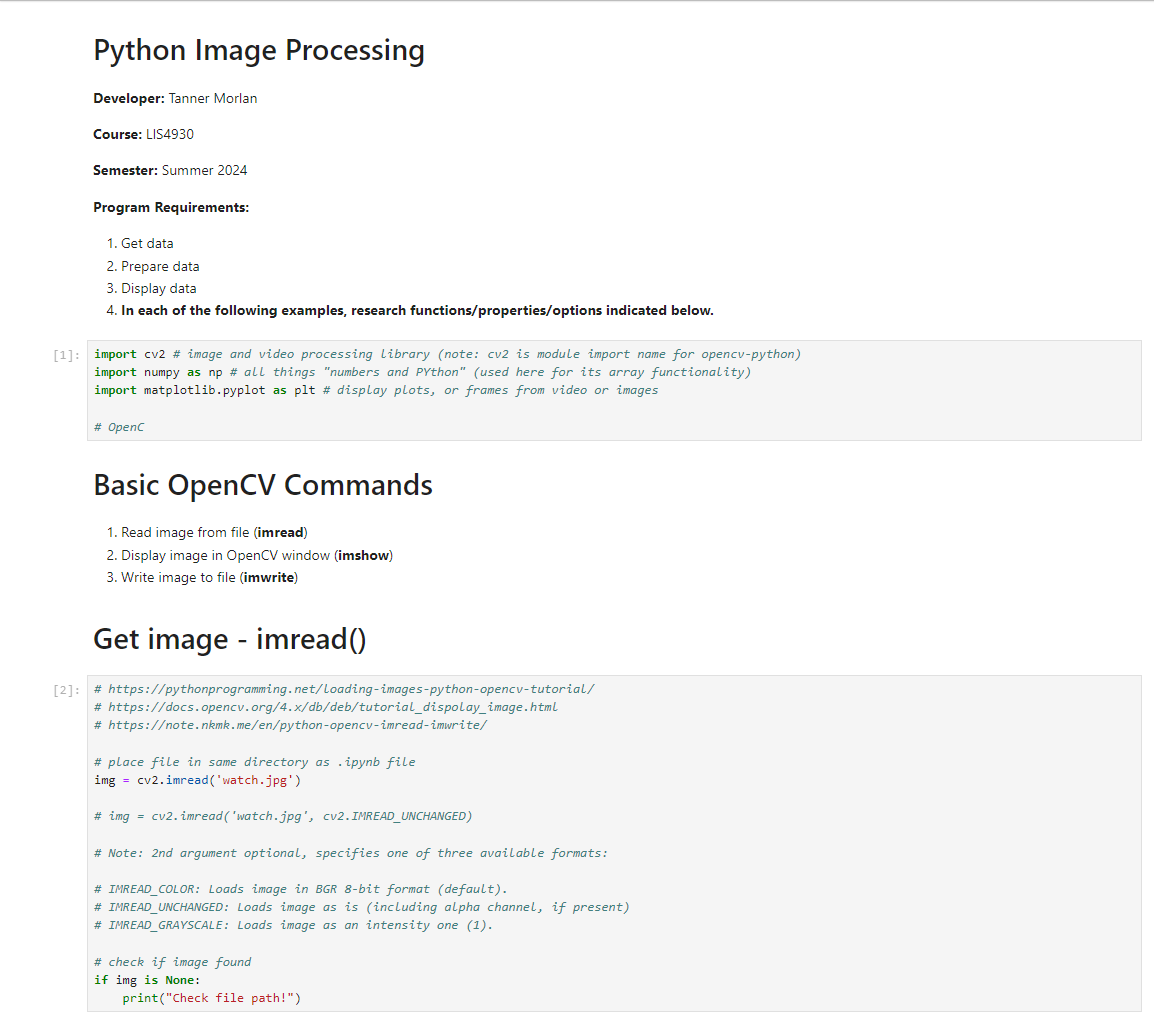 Python Image Processing
Developer: Tanner Morlan
Course: LIS4930
Semester: Summer 2024
Program Requirements:
1. Get data
2. Prepare data
3. Display data
4. In each of the following examples, research functions/properties/options indicated below.
[1]:
import cv2 # image and video processing library (note: cv2 is module import name for opencv-python)
import numpy as np # all things "numbers and PYthon" (used here for its array functionality)
import matplotlib.pyplot as plt # display plots, or frames from video or images
# OpenC
Basic OpenCV Commands
1. Read image from file (imread)
2. Display image in OpenCV window (imshow)
3. Write image to file (imwrite)
Get image - imread()
[2]:
# https://pythonprogramming.net/loading-images-python-opencv-tutorial/
# https://docs.opencv.org/4.x/db/deb/tutorial_dispolay_image.html
# https://note.nkmk.me/en/python-opencv-imread-imwrite/
# place file in same directory as .ipynb file
img = cv2.imread('watch.jpg')
# img = cv2.imread('watch.jpg', cv2.IMREAD_UNCHANGED)
# Note: 2nd argument optional, specifies one of three available formats:
# IMREAD_COLOR: Loads image in BGR 8-bit format (default).
# IMREAD_UNCHANGED: Loads image as is (including alpha channel, if present)
# IMREAD_GRAYSCALE: Loads image as an intensity one (1).
# check if image found
if img is None:
    print("Check file path!")